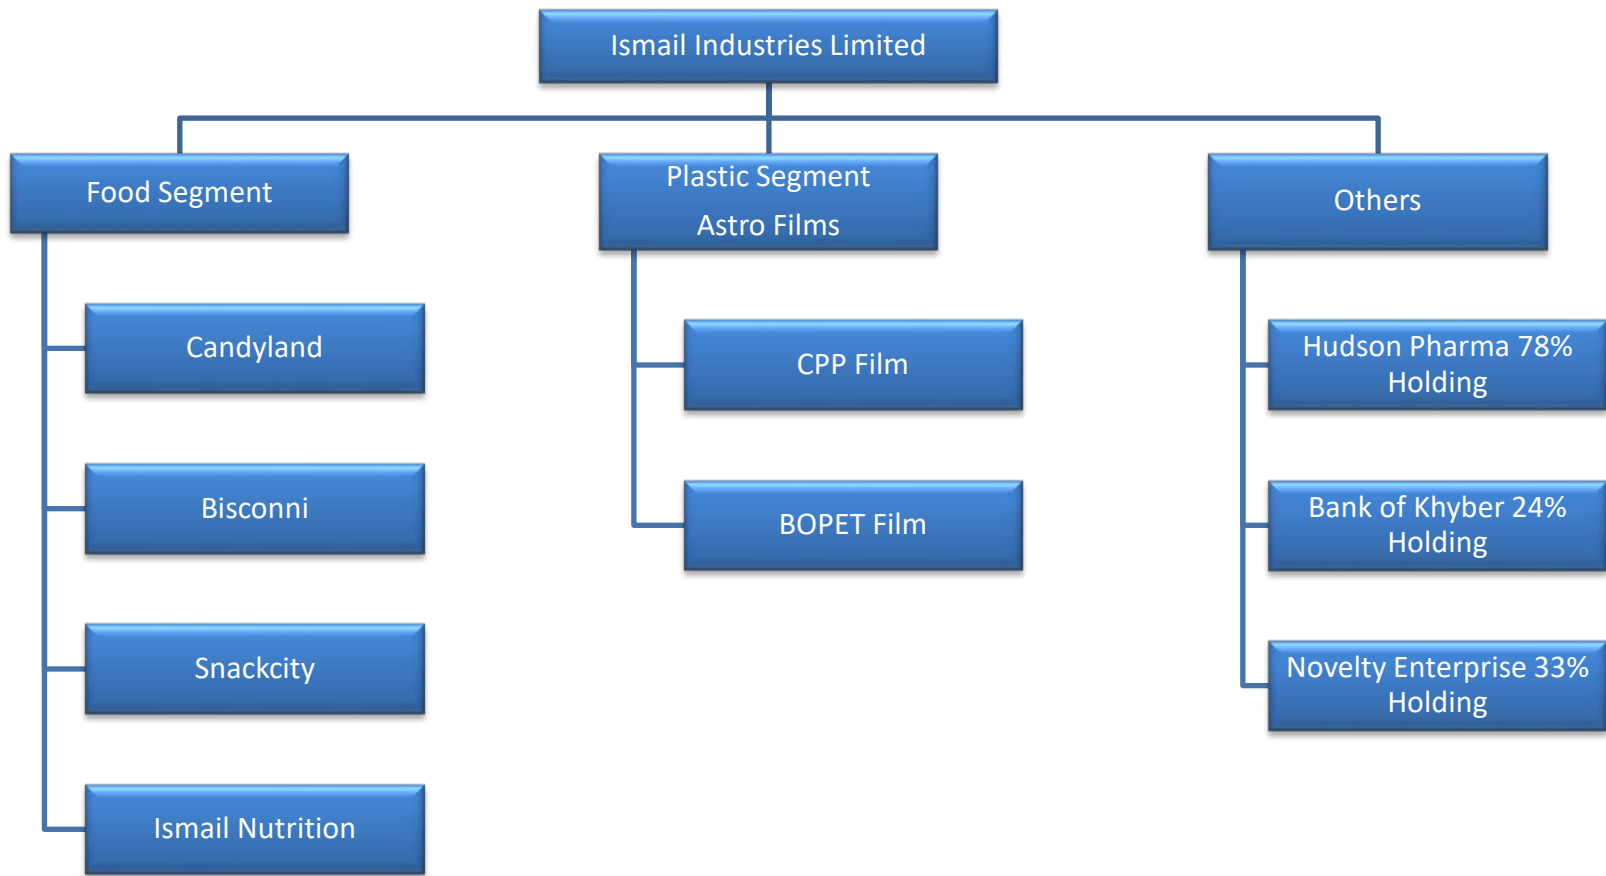 Ismail Industries Limited
Food Segment
Candyland
Bisconni
Snackcity
Ismail Nutrition
Plastic Segment
Astro Films
CPP Film
BOPET Film
Others
Hudson Pharma 78%
Holding
Bank of Khyber 24%
Holding
Novelty Enterprise 33%
Holding